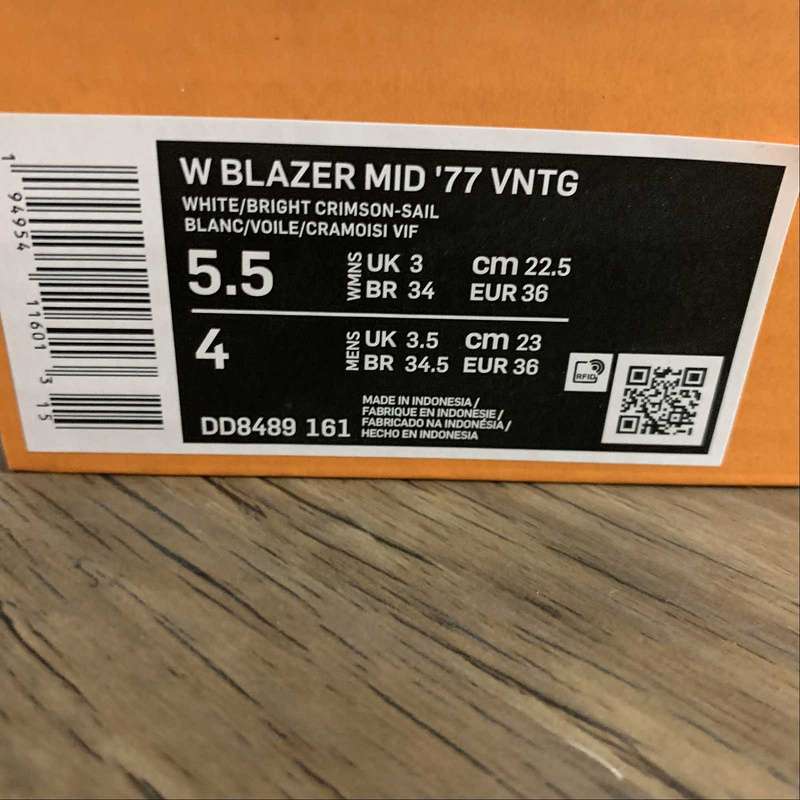 W BLAZER MID '77 VNTG
WHITE/BRIGHT CRIMSON-SAIL
BLANC/VOILE/CRAMOISI VIF
5.5 WMNS UK 3 cm 22.5
BR 34 EUR 36
4 MENS UK 3.5 cm 23
BR 34.5 EUR 36
RFID
DD8489 161
MADE IN INDONESIA/
FABRIQUE EN INDONESIE/
FABRICADO NA INDONÉSIA/
HECHO EN INDONESIA
1 94954 11601 3 15